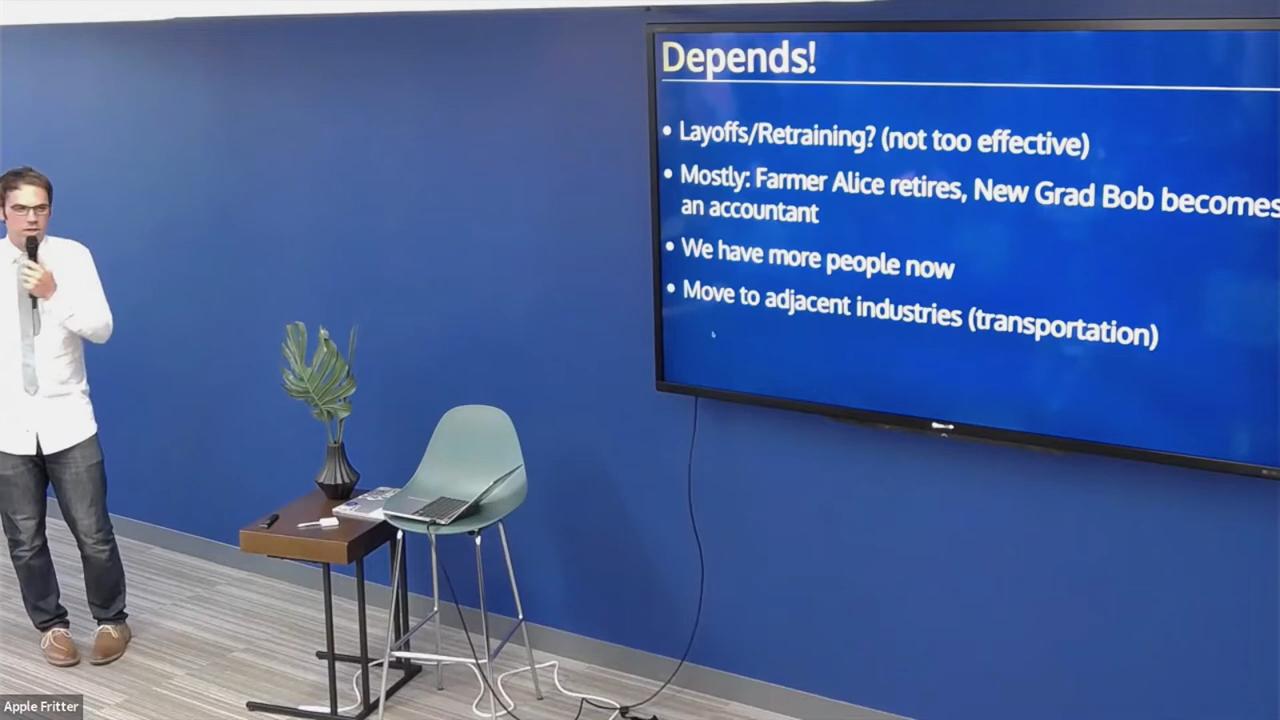 Depends!
• Layoffs/Retraining? (not too effective)
• Mostly: Farmer Alice retires, New Grad Bob becomes
an accountant
• We have more people now
• Move to adjacent industries (transportation)
Apple Fritter